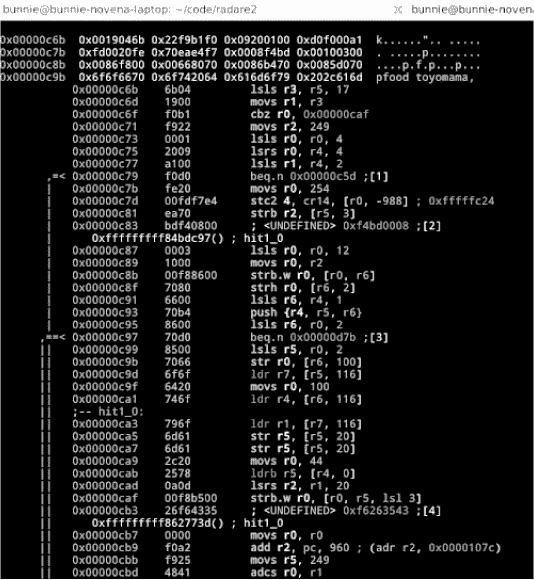 bunnie@bunnie-novena-laptop: ~/code/radare2 × bunnie@bunnie-noven
0x00000c6b 0x0019046b 0x22f9b1f0 0x09200100 0xd0f000a1 k......".. .....
0x00000c7b 0xfd0020fe 0x70eae4f7 0x0008f4bd 0x00100300 . ......p.......
0x00000c8b 0x0086f800 0x00668070 0x0086b470 0x0085d070 ....p.f.p...p...
0x00000c9b 0x6f6f6670 0x6f742064 0x616d6f79 0x202c616d pfood toyomama,
0x00000c6b 6b04 lsls r3, r5, 17
0x00000c6d 1900 movs r1, r3
0x00000c6f f0b1 cbz r0, 0x00000caf
0x00000c71 f922 movs r2, 249
0x00000c73 0001 lsls r0, r0, 4
0x00000c75 2009 lsrs r0, r4, 4
0x00000c77 a100 lsls r1, r4, 2
,=< 0x00000c79 f0d0 beq.n 0x00000c5d ;[1]
| 0x00000c7b fe20 movs r0, 254
| 0x00000c7d 00fdf7e4 stc2 4, cr14, [r0, -988] ; 0xfffffc24
| 0x00000c81 ea70 strb r2, [r5, 3]
| 0x00000c83 bdf40800 ; <UNDEFINED> 0xf4bd0008 ;[2]
| 0xffffffff84bdc97() ; hit1_0
| 0x00000c87 0003 lsls r0, r0, 12
| 0x00000c89 1000 movs r0, r2
| 0x00000c8b 00f88600 strb.w r0, [r0, r6]
| 0x00000c8f 7080 strh r0, [r6, 2]
| 0x00000c91 6600 lsls r6, r4, 1
| 0x00000c93 70b4 push {r4, r5, r6}
| 0x00000c95 8600 lsls r6, r0, 2
,==< 0x00000c97 70d0 beq.n 0x00000d7b ;[3]
|| 0x00000c99 8500 lsls r5, r0, 2
|| 0x00000c9b 7066 str r0, [r6, 100]
|| 0x00000c9d 6f6f ldr r7, [r5, 116]
|| 0x00000c9f 6420 movs r0, 100
|| 0x00000ca1 746f ldr r4, [r6, 116]
|| ;-- hit1_0:
|| 0x00000ca3 796f ldr r1, [r7, 116]
|| 0x00000ca5 6d61 str r5, [r5, 20]
|| 0x00000ca7 6d61 str r5, [r5, 20]
|| 0x00000ca9 2c20 movs r0, 44
|| 0x00000cab 2578 ldrb r5, [r4, 0]
|| 0x00000cad 0a0d lsrs r2, r1, 20
|| 0x00000caf 00f8b500 strb.w r0, [r0, r5, lsl 3]
|| 0x00000cb3 26f64335 ; <UNDEFINED> 0xf6263543 ;[4]
|| 0xffffffff862773d() ; hit1_0
|| 0x00000cb7 0000 movs r0, r0
|| 0x00000cb9 f0a2 add r2, pc, 960 ; (adr r2, 0x0000107c)
|| 0x00000cbb f925 movs r5, 249
|| 0x00000cbd 4841 adcs r0, r1